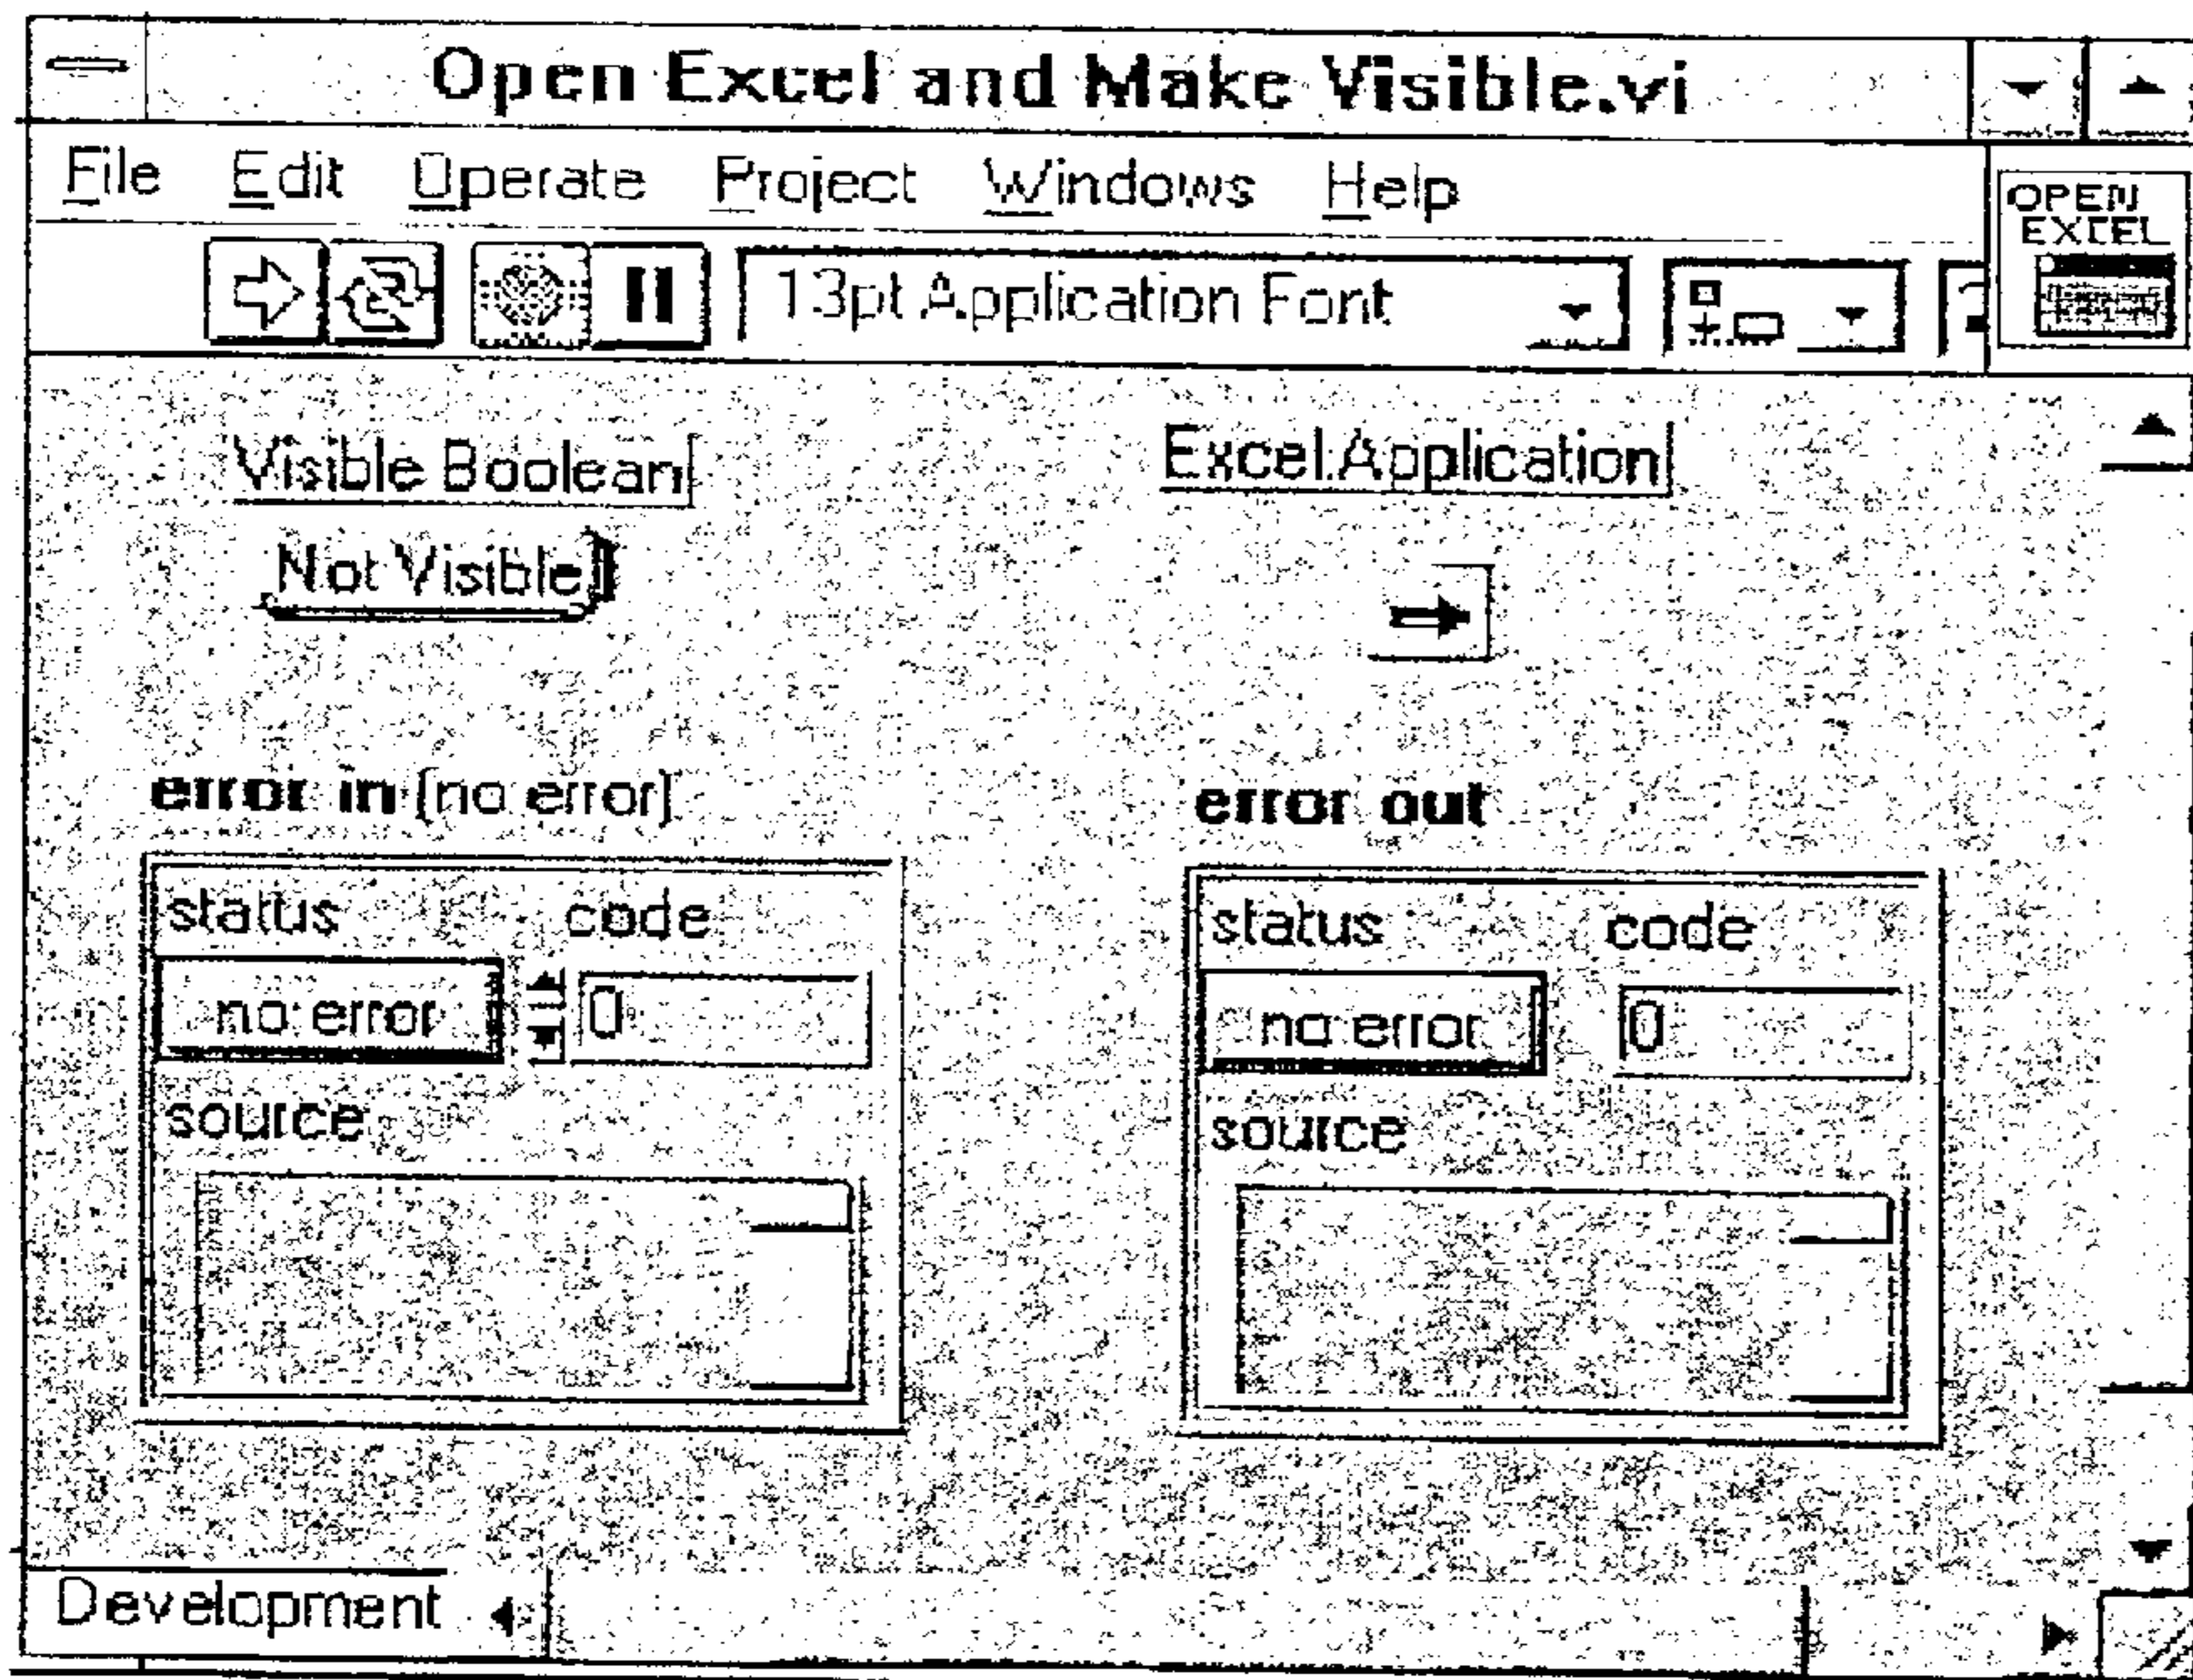 Open Excel and Make Visible.vi
File Edit Operate Project Windows Help
OPEN
EXCEL
13pt Application Font
Visible Boolean
Excel.Application
Not Visible
error in (no error)
error out
status code
no error 0
source
status code
no error 0
source
Development